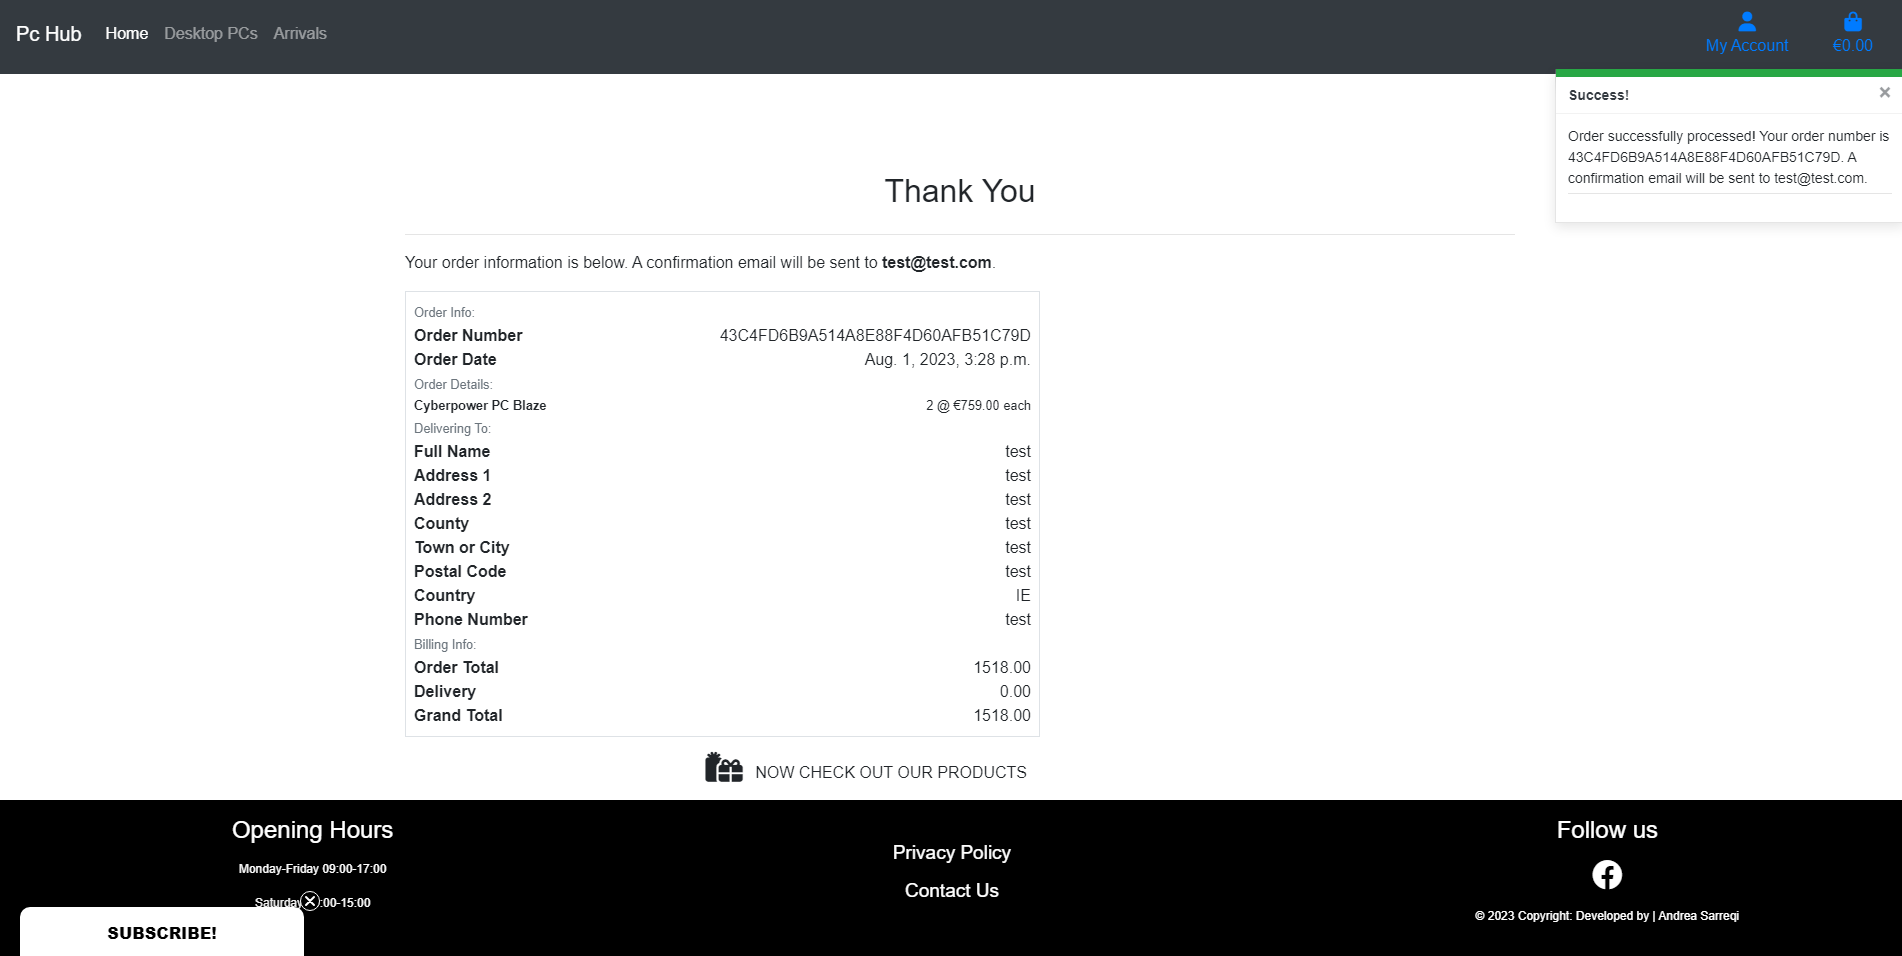 Pc Hub Home Desktop PCs Arrivals My Account €0.00
Success! ×
Order successfully processed! Your order number is
43C4FD6B9A514A8E88F4D60AFB51C79D. A
confirmation email will be sent to test@test.com.
Thank You
Your order information is below. A confirmation email will be sent to test@test.com.
Order Info:
Order Number 43C4FD6B9A514A8E88F4D60AFB51C79D
Order Date Aug. 1, 2023, 3:28 p.m.
Order Details:
Cyberpower PC Blaze 2 @ €759.00 each
Delivering To:
Full Name test
Address 1 test
Address 2 test
County test
Town or City test
Postal Code test
Country IE
Phone Number test
Billing Info:
Order Total 1518.00
Delivery 0.00
Grand Total 1518.00
NOW CHECK OUT OUR PRODUCTS
Opening Hours
Monday-Friday 09:00-17:00
Saturday :00-15:00
SUBSCRIBE!
Privacy Policy
Contact Us
Follow us
© 2023 Copyright: Developed by | Andrea Sarreqi